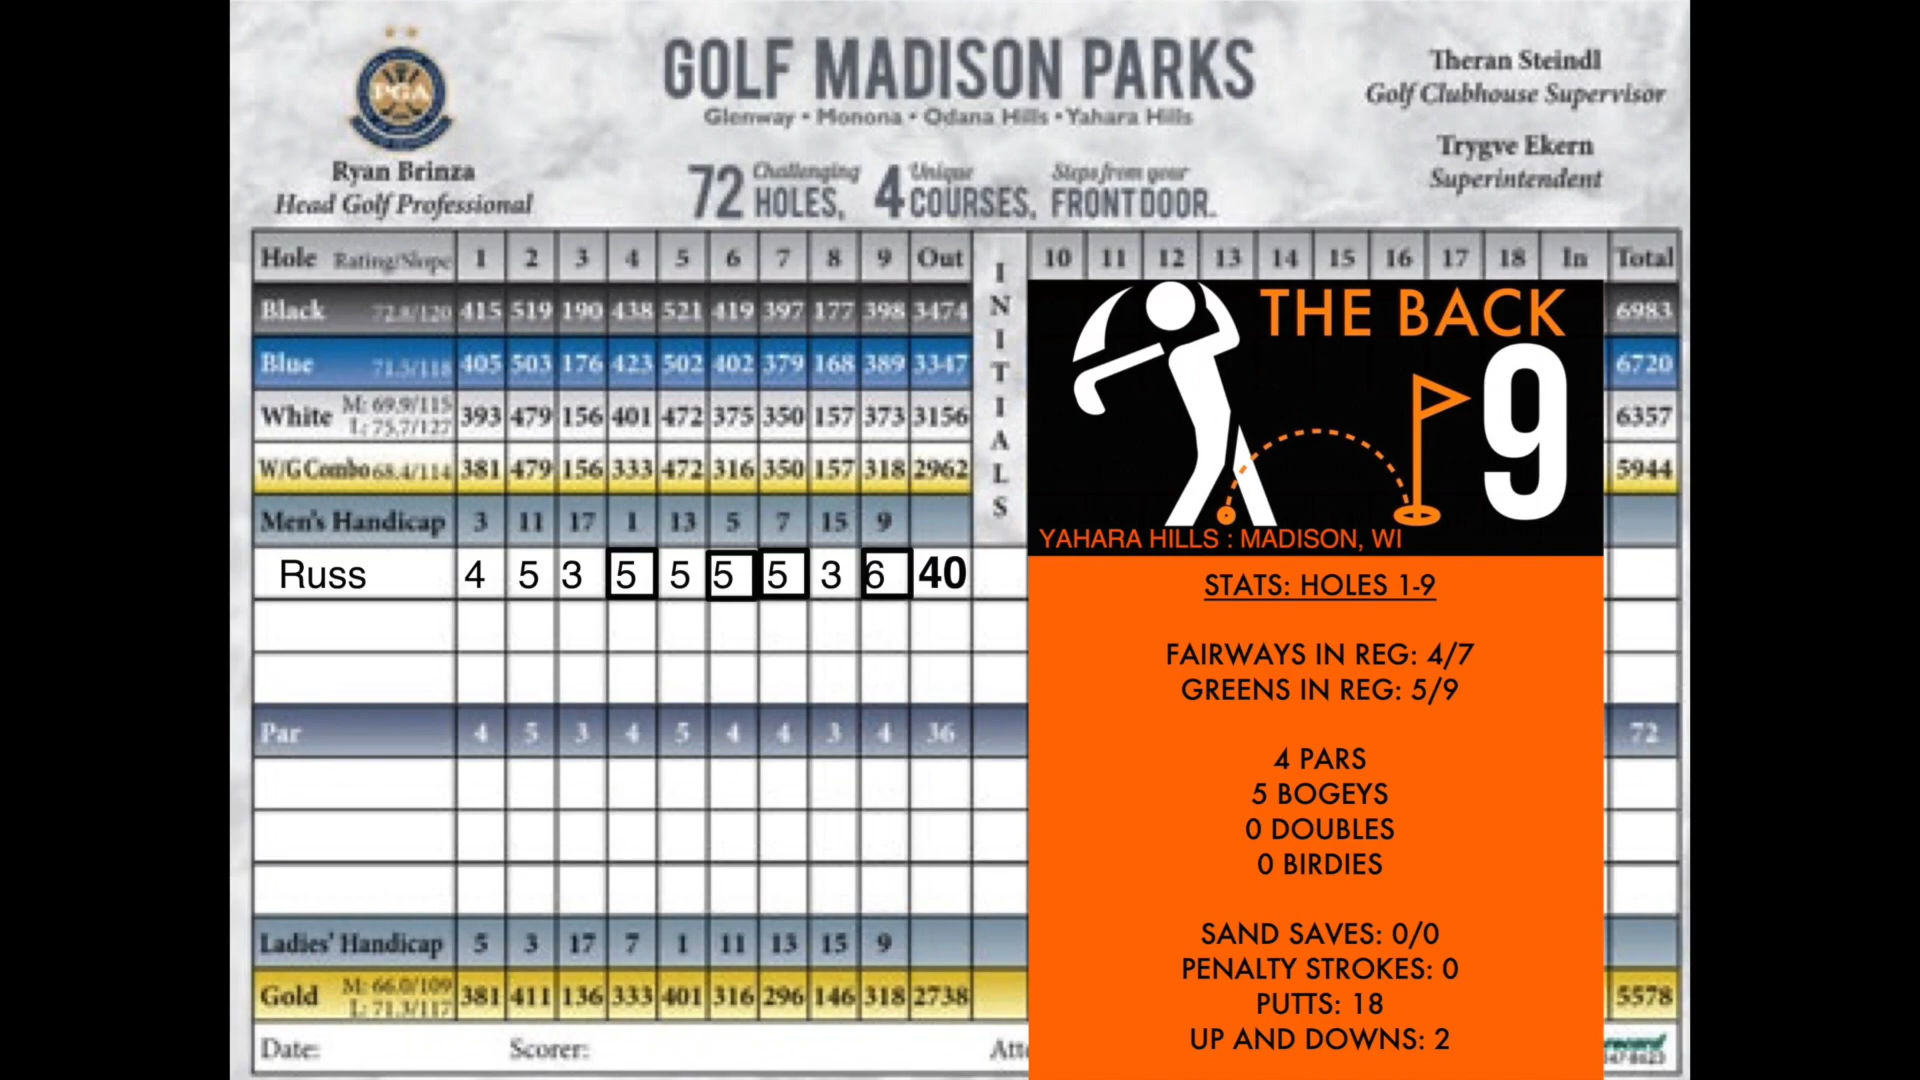 PGA
Ryan Brinza
Head Golf Professional
GOLF MADISON PARKS
Glenway • Monona • Odana Hills • Yahara Hills
72 Challenging HOLES, 4 Unique COURSES, Steps from your FRONT DOOR.
Theran Steindl
Golf Clubhouse Supervisor
Trygve Ekern
Superintendent
Hole Rating/Slope 1 2 3 4 5 6 7 8 9 Out INITIALS 10 11 12 13 14 15 16 17 18 In Total
Black 72.8/120 415 519 190 438 521 419 397 177 398 3474 6983
Blue 71.5/118 405 503 176 423 502 402 379 168 389 3347 6720
White M: 69.9/115 L: 75.7/127 393 479 156 401 472 375 350 157 373 3156 6357
W/G Combo 68.4/114 381 479 156 333 472 316 350 157 318 2962 5944
Men's Handicap 3 11 17 1 13 5 7 15 9
Russ 4 5 3 5 5 5 5 3 6 40
Par 4 5 3 4 5 4 4 3 4 36 72
Ladies' Handicap 5 3 17 7 1 11 13 15 9
Gold M: 66.0/109 L: 71.3/117 381 411 136 333 401 316 296 146 318 2738 5578
Date: Scorer:
THE BACK
9
YAHARA HILLS : MADISON, WI
STATS: HOLES 1-9
FAIRWAYS IN REG: 4/7
GREENS IN REG: 5/9
4 PARS
5 BOGEYS
0 DOUBLES
0 BIRDIES
SAND SAVES: 0/0
PENALTY STROKES: 0
PUTTS: 18
UP AND DOWNS: 2